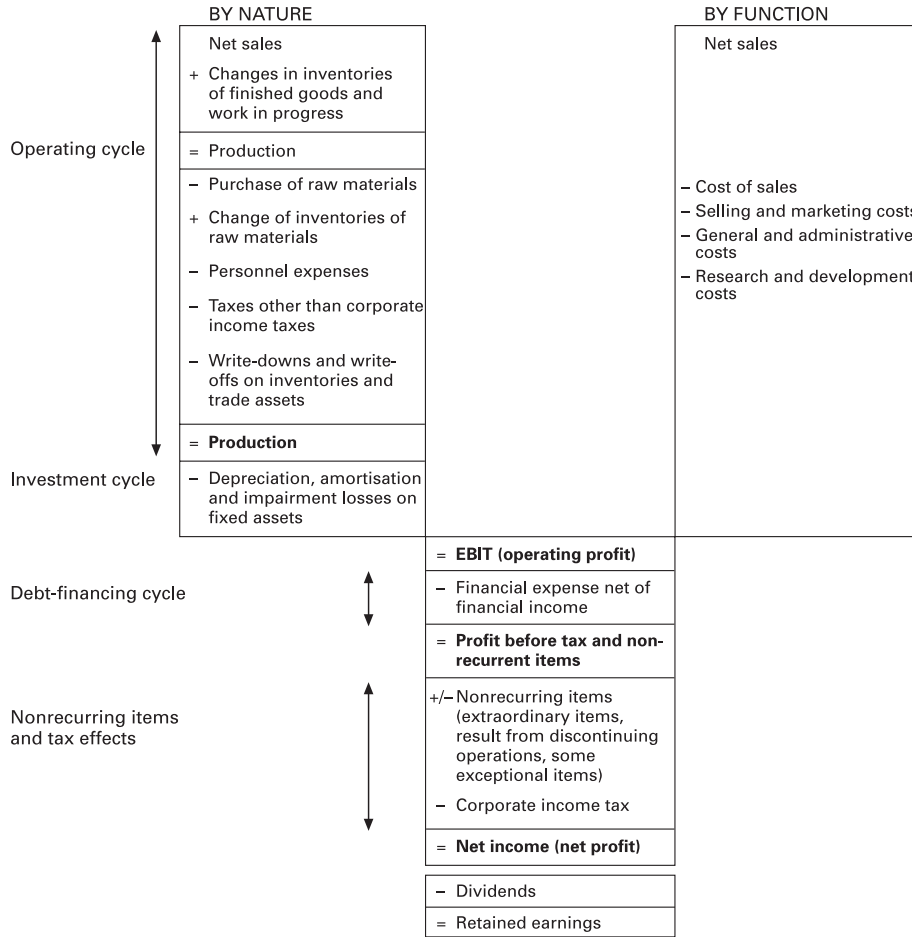 BY NATURE
BY FUNCTION
Net sales
Net sales
+ Changes in inventories
of finished goods and
work in progress
Operating cycle
= Production
– Purchase of raw materials
– Cost of sales
– Selling and marketing costs
+ Change of inventories of
raw materials
– General and administrative
costs
– Personnel expenses
– Research and development
costs
– Taxes other than corporate
income taxes
– Write-downs and write-
offs on inventories and
trade assets
= Production
Investment cycle
– Depreciation, amortisation
and impairment losses on
fixed assets
= EBIT (operating profit)
Debt-financing cycle
– Financial expense net of
financial income
= Profit before tax and non-
recurrent items
Nonrecurring items
and tax effects
+/– Nonrecurring items
(extraordinary items,
result from discontinuing
operations, some
exceptional items)
– Corporate income tax
= Net income (net profit)
– Dividends
= Retained earnings